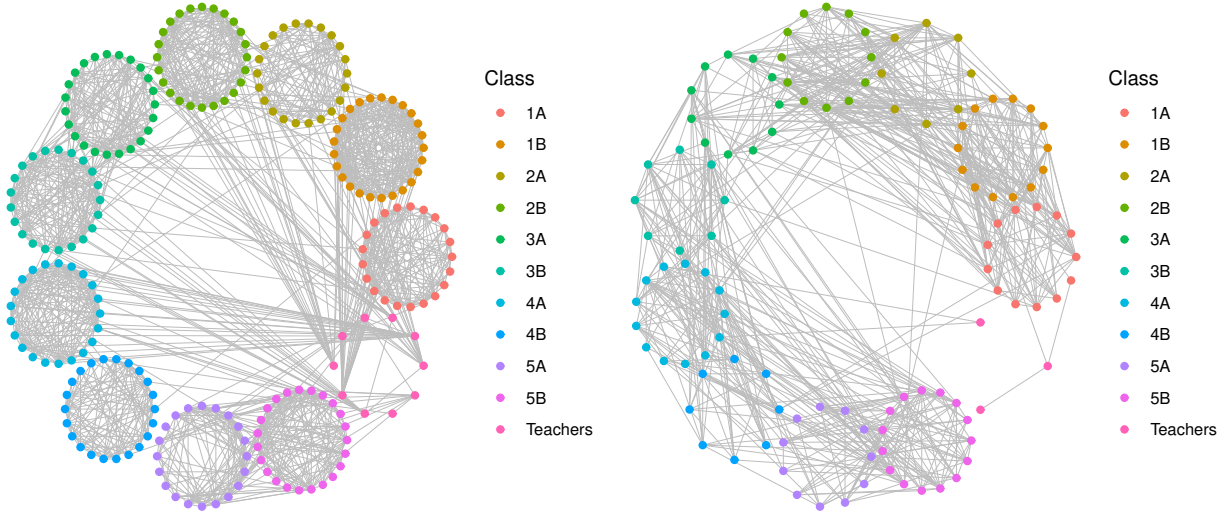 Class
1A
1B
2A
2B
3A
3B
4A
4B
5A
5B
Teachers
Class
1A
1B
2A
2B
3A
3B
4A
4B
5A
5B
Teachers